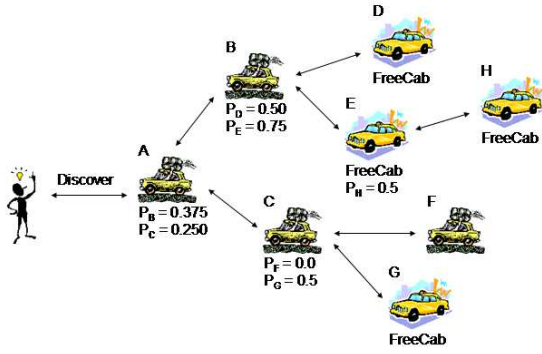 D
FreeCab
B
P_D = 0.50
P_E = 0.75
H
FreeCab
E
FreeCab
P_H = 0.5
A
Discover
P_B = 0.375
P_C = 0.250
C
P_F = 0.0
P_G = 0.5
F
G
FreeCab